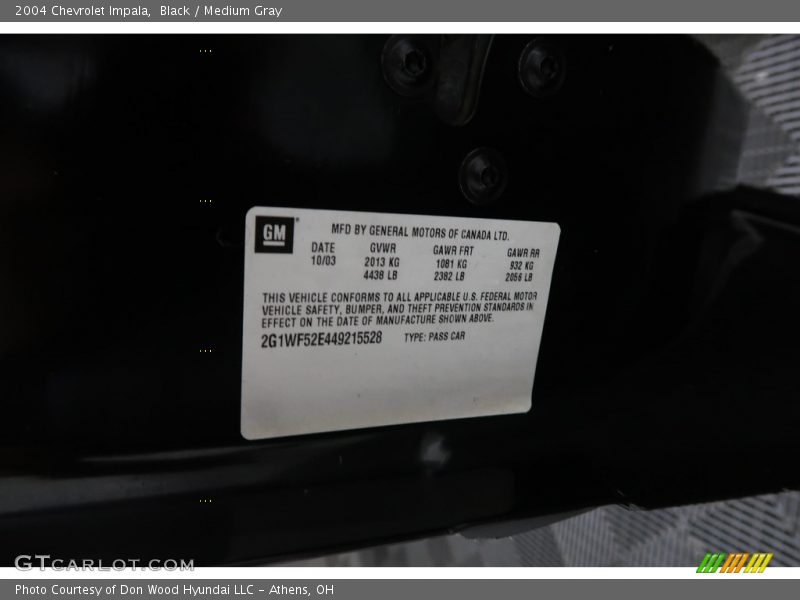 2004 Chevrolet Impala, Black / Medium Gray
GM
MFD BY GENERAL MOTORS OF CANADA LTD.
DATE GVWR GAWR FRT GAWR RR
10/03 2013 KG 1081 KG 932 KG
4438 LB 2382 LB 2056 LB
THIS VEHICLE CONFORMS TO ALL APPLICABLE U.S. FEDERAL MOTOR
VEHICLE SAFETY, BUMPER, AND THEFT PREVENTION STANDARDS IN
EFFECT ON THE DATE OF MANUFACTURE SHOWN ABOVE.
2G1WF52E449215528 TYPE: PASS CAR
GTCARLOT.COM
Photo Courtesy of Don Wood Hyundai LLC - Athens, OH